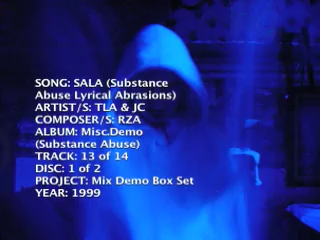 SONG: SALA (Substance
Abuse Lyrical Abrasions)
ARTIST/S: TLA & JC
COMPOSER/S: RZA
ALBUM: Misc.Demo
(Substance Abuse)
TRACK: 13 of 14
DISC: 1 of 2
PROJECT: Mix Demo Box Set
YEAR: 1999